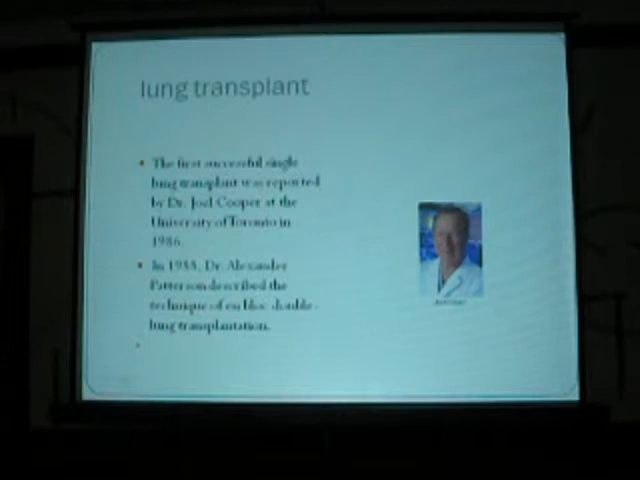 lung transplant
• The first successful single
lung transplant was reported
by Dr. Joel Cooper at the
University of Toronto in
1986.
• In 1988, Dr. Alexander
Patterson described the
technique of en bloc double-
lung transplantation.
•